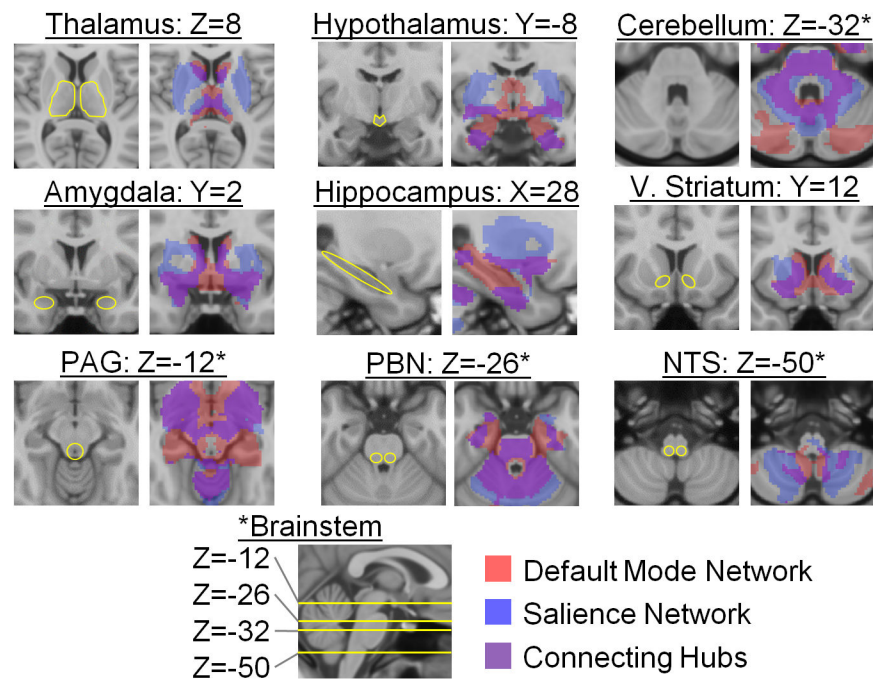 Thalamus: Z=8
Hypothalamus: Y=-8
Cerebellum: Z=-32*
Amygdala: Y=2
Hippocampus: X=28
V. Striatum: Y=12
PAG: Z=-12*
PBN: Z=-26*
NTS: Z=-50*
*Brainstem
Z=-12
Z=-26
Z=-32
Z=-50
Default Mode Network
Salience Network
Connecting Hubs